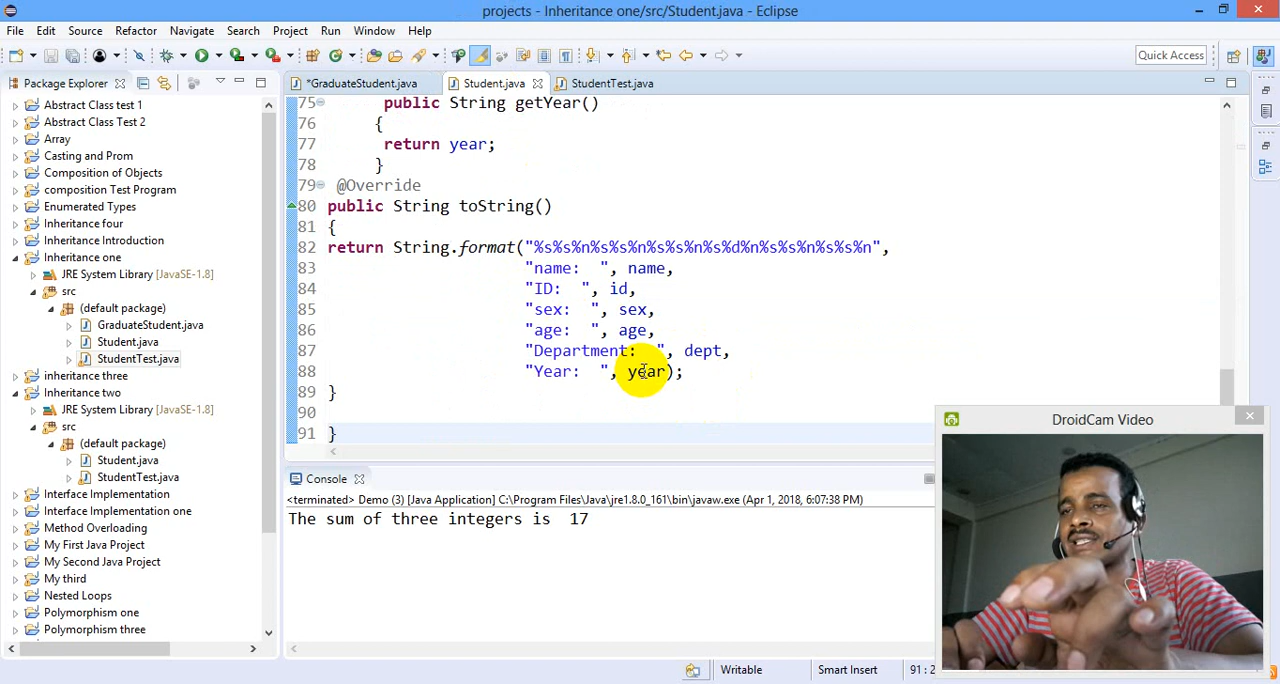 projects - Inheritance one/src/Student.java - Eclipse
File Edit Source Refactor Navigate Search Project Run Window Help
Quick Access
Package Explorer
*GraduateStudent.java Student.java StudentTest.java
Abstract Class test 1
Abstract Class Test 2
Array
Casting and Prom
Composition of Objects
composition Test Program
Enumerated Types
Inheritance four
Inheritance Introduction
Inheritance one
JRE System Library [JavaSE-1.8]
src
(default package)
GraduateStudent.java
Student.java
StudentTest.java
inheritance three
Inheritance two
JRE System Library [JavaSE-1.8]
src
(default package)
Student.java
StudentTest.java
Interface Implementation
Interface Implementation one
Method Overloading
My First Java Project
My Second Java Project
My third
Nested Loops
Polymorphism one
Polymorphism three
75 public String getYear()
76 {
77 return year;
78 }
79 @Override
80 public String toString()
81 {
82 return String.format("%s%s%n%s%s%n%s%s%n%s%d%n%s%s%n%s%s%n",
83 "name:  ", name,
84 "ID:  ", id,
85 "sex:  ", sex,
86 "age:  ", age,
87 "Department:  ", dept,
88 "Year:  ", year);
89 }
90
91 }
Console
<terminated> Demo (3) [Java Application] C:\Program Files\Java\jre1.8.0_161\bin\javaw.exe (Apr 1, 2018, 6:07:38 PM)
The sum of three integers is  17
DroidCam Video
Writable Smart Insert 91 : 2